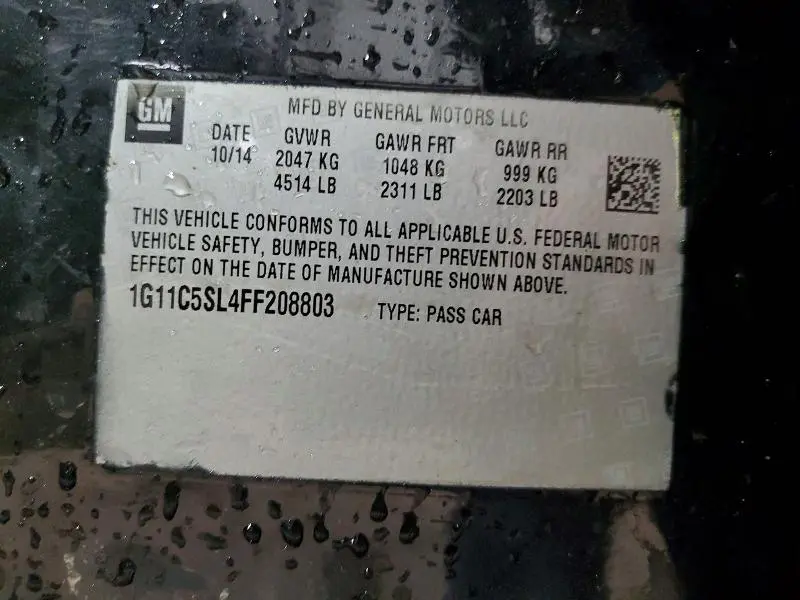 GM
MFD BY GENERAL MOTORS LLC
DATE GVWR GAWR FRT GAWR RR
10/14 2047 KG 1048 KG 999 KG
4514 LB 2311 LB 2203 LB
THIS VEHICLE CONFORMS TO ALL APPLICABLE U.S. FEDERAL MOTOR
VEHICLE SAFETY, BUMPER, AND THEFT PREVENTION STANDARDS IN
EFFECT ON THE DATE OF MANUFACTURE SHOWN ABOVE.
1G11C5SL4FF208803 TYPE: PASS CAR